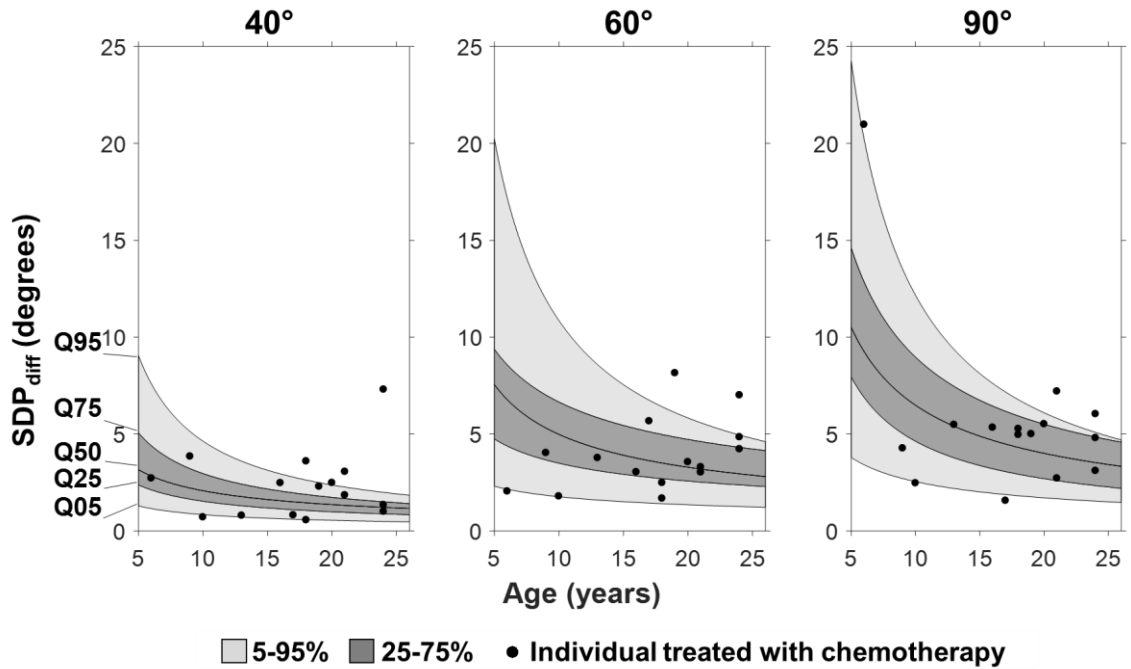 40° 60° 90°
25 25 25
20 20 20
15 15 15
10 10 10
5 5 5
0 0 0
Q95
Q75
Q50
Q25
Q05
SDPdiff (degrees)
5 10 15 20 25 5 10 15 20 25 5 10 15 20 25
Age (years)
5-95% 25-75% Individual treated with chemotherapy